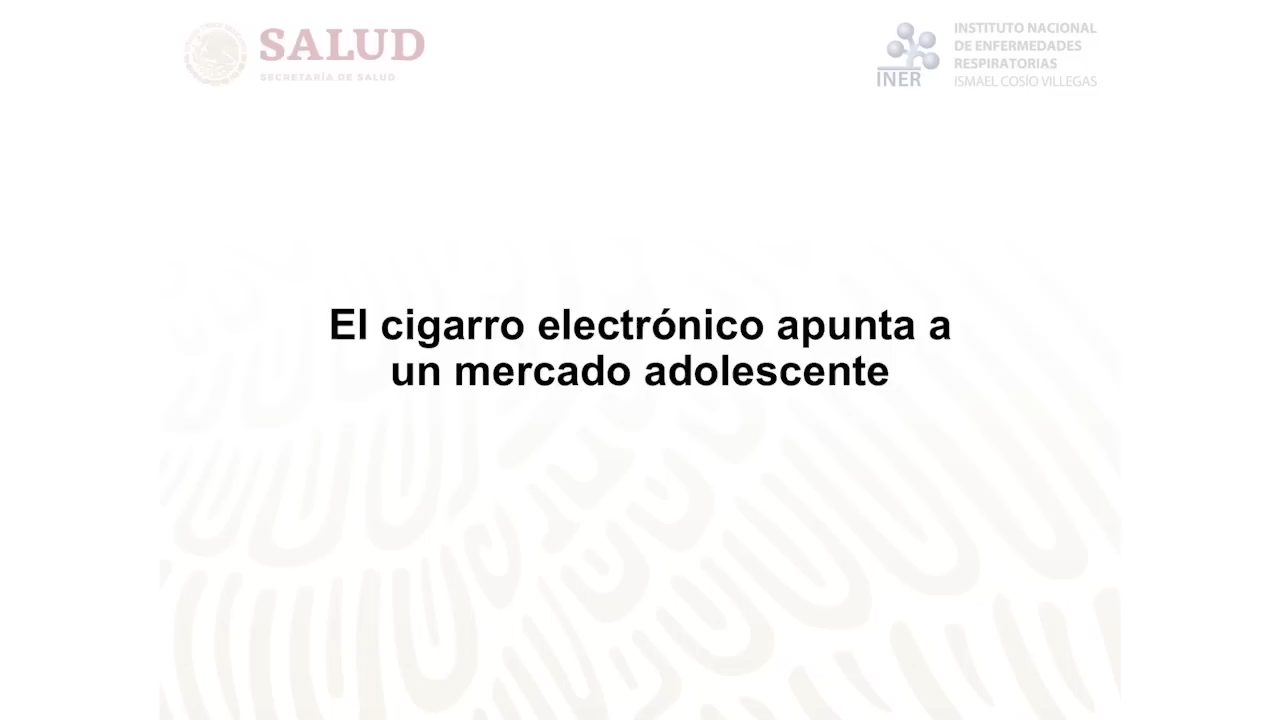 SALUD
SECRETARÍA DE SALUD
INER
INSTITUTO NACIONAL
DE ENFERMEDADES
RESPIRATORIAS
ISMAEL COSÍO VILLEGAS
El cigarro electrónico apunta a
un mercado adolescente